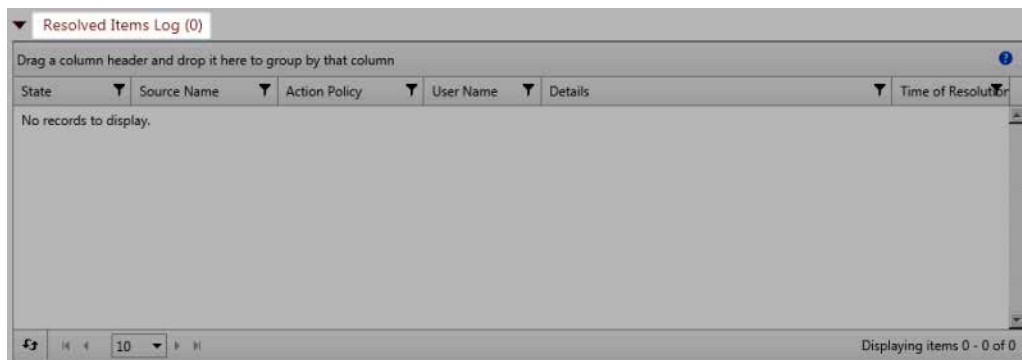 Resolved Items Log (0)
Drag a column header and drop it here to group by that column
State Source Name Action Policy User Name Details Time of Resolution
No records to display.
10 Displaying items 0 - 0 of 0